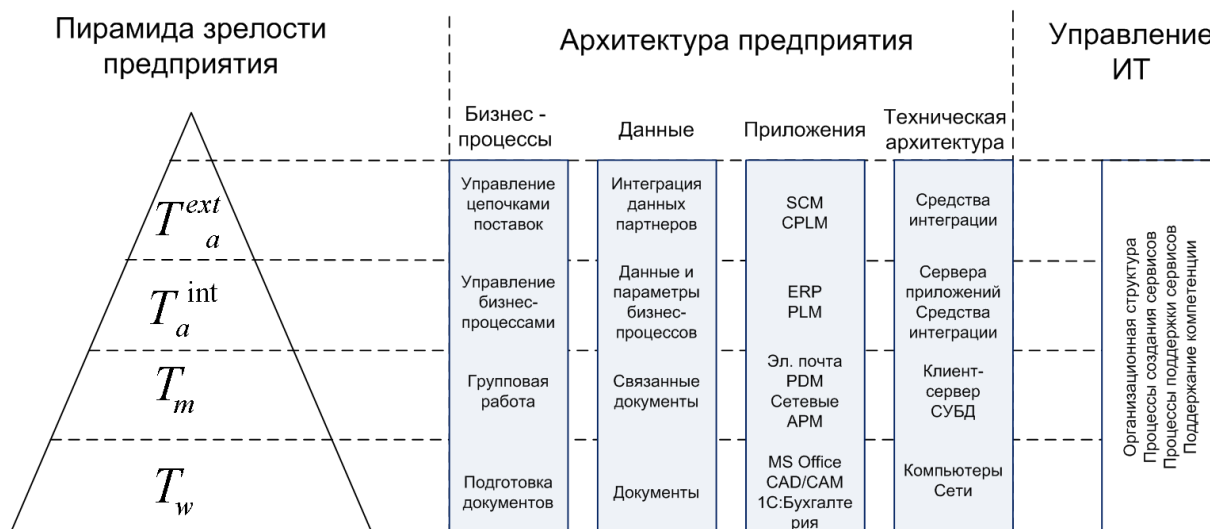 Пирамида зрелости
предприятия
Архитектура предприятия
Управление
ИТ
Бизнес -
процессы
Данные
Приложения
Техническая
архитектура
T a ext
Управление
цепочками
поставок
Интеграция
данных
партнеров
SCM
CPLM
Средства
интеграции
T a int
Управление
бизнес-
процессами
Данные и
параметры
бизнес-
процессов
ERP
PLM
Сервера
приложений
Средства
интеграции
T m
Групповая
работа
Связанные
документы
Эл. почта
PDM
Сетевые
АРМ
Клиент-
сервер
СУБД
T w
Подготовка
документов
Документы
MS Office
CAD/CAM
1С:Бухгалте
рия
Компьютеры
Сети
Организационная структура
Процессы создания сервисов
Процессы поддержки сервисов
Поддержание компетенции